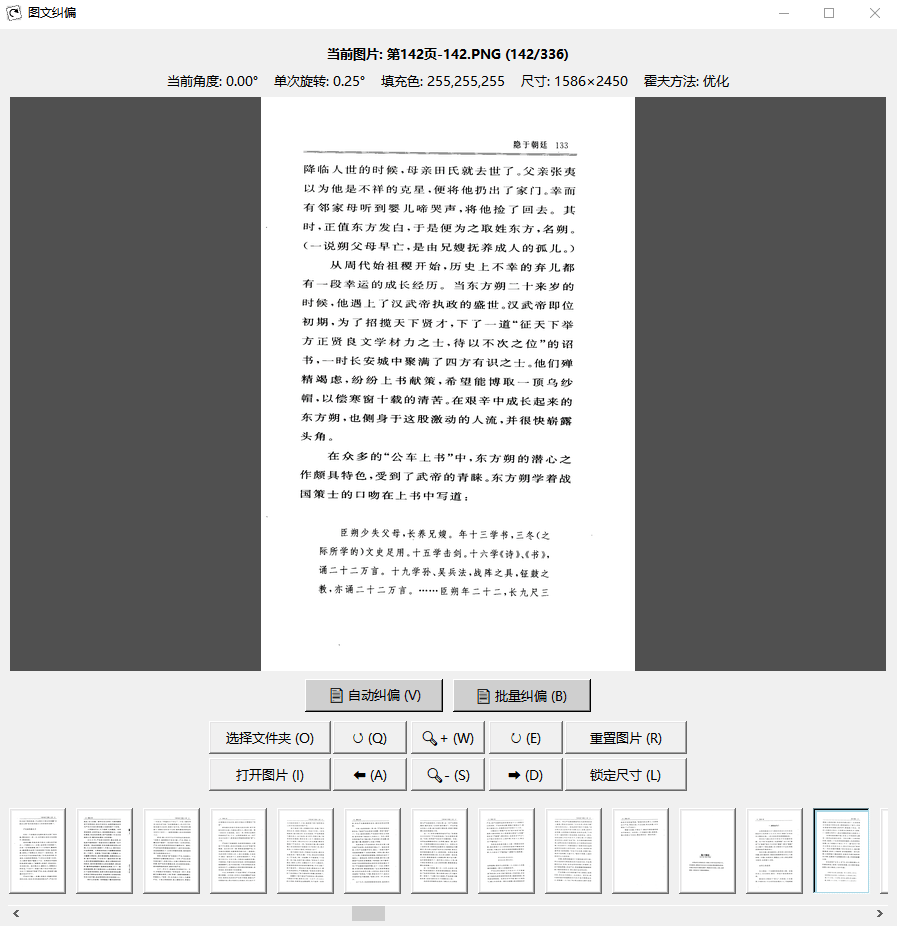 图文纠偏
当前图片: 第142页-142.PNG (142/336)
当前角度: 0.00° 单次旋转: 0.25° 填充色: 255,255,255 尺寸: 1586×2450 霍夫方法: 优化
隐于朝廷 133
降临人世的时候,母亲田氏就去世了。父亲张夷
以为他是不祥的克星,便将他扔出了家门。幸而
有邻家母听到婴儿啼哭声,将他捡了回去。其
时,正值东方发白,于是便为之取姓东方,名朔。
(一说朔父母早亡,是由兄嫂抚养成人的孤儿。)
从周代始祖稷开始,历史上不幸的弃儿都
有一段幸运的成长经历。当东方朔二十来岁的
时候,他遇上了汉武帝执政的盛世。汉武帝即位
初期,为了招揽天下贤才,下了一道“征天下举
方正贤良文学材力之士,待以不次之位”的诏
书,一时长安城中聚满了四方有识之士。他们殚
精竭虑,纷纷上书献策,希望能博取一顶乌纱
帽,以偿寒窗十载的清苦。在艰辛中成长起来的
东方朔,也侧身于这股激动的人流,并很快崭露
头角。
在众多的“公车上书”中,东方朔的潜心之
作颇具特色,受到了武帝的青睐。东方朔学着战
国策士的口吻在上书中写道:
臣朔少失父母,长养兄嫂。年十三学书,三冬(之
际所学的)文史足用。十五学击剑。十六学《诗》、《书》,
诵二十二万言。十九学孙、吴兵法,战阵之具,钲鼓之
教,亦诵二十二万言。……臣朔年二十二,长九尺三
自动纠偏 (V) 批量纠偏 (B)
选择文件夹 (O) (Q) + (W) (E) 重置图片 (R)
打开图片 (I) (A) - (S) (D) 锁定尺寸 (L)